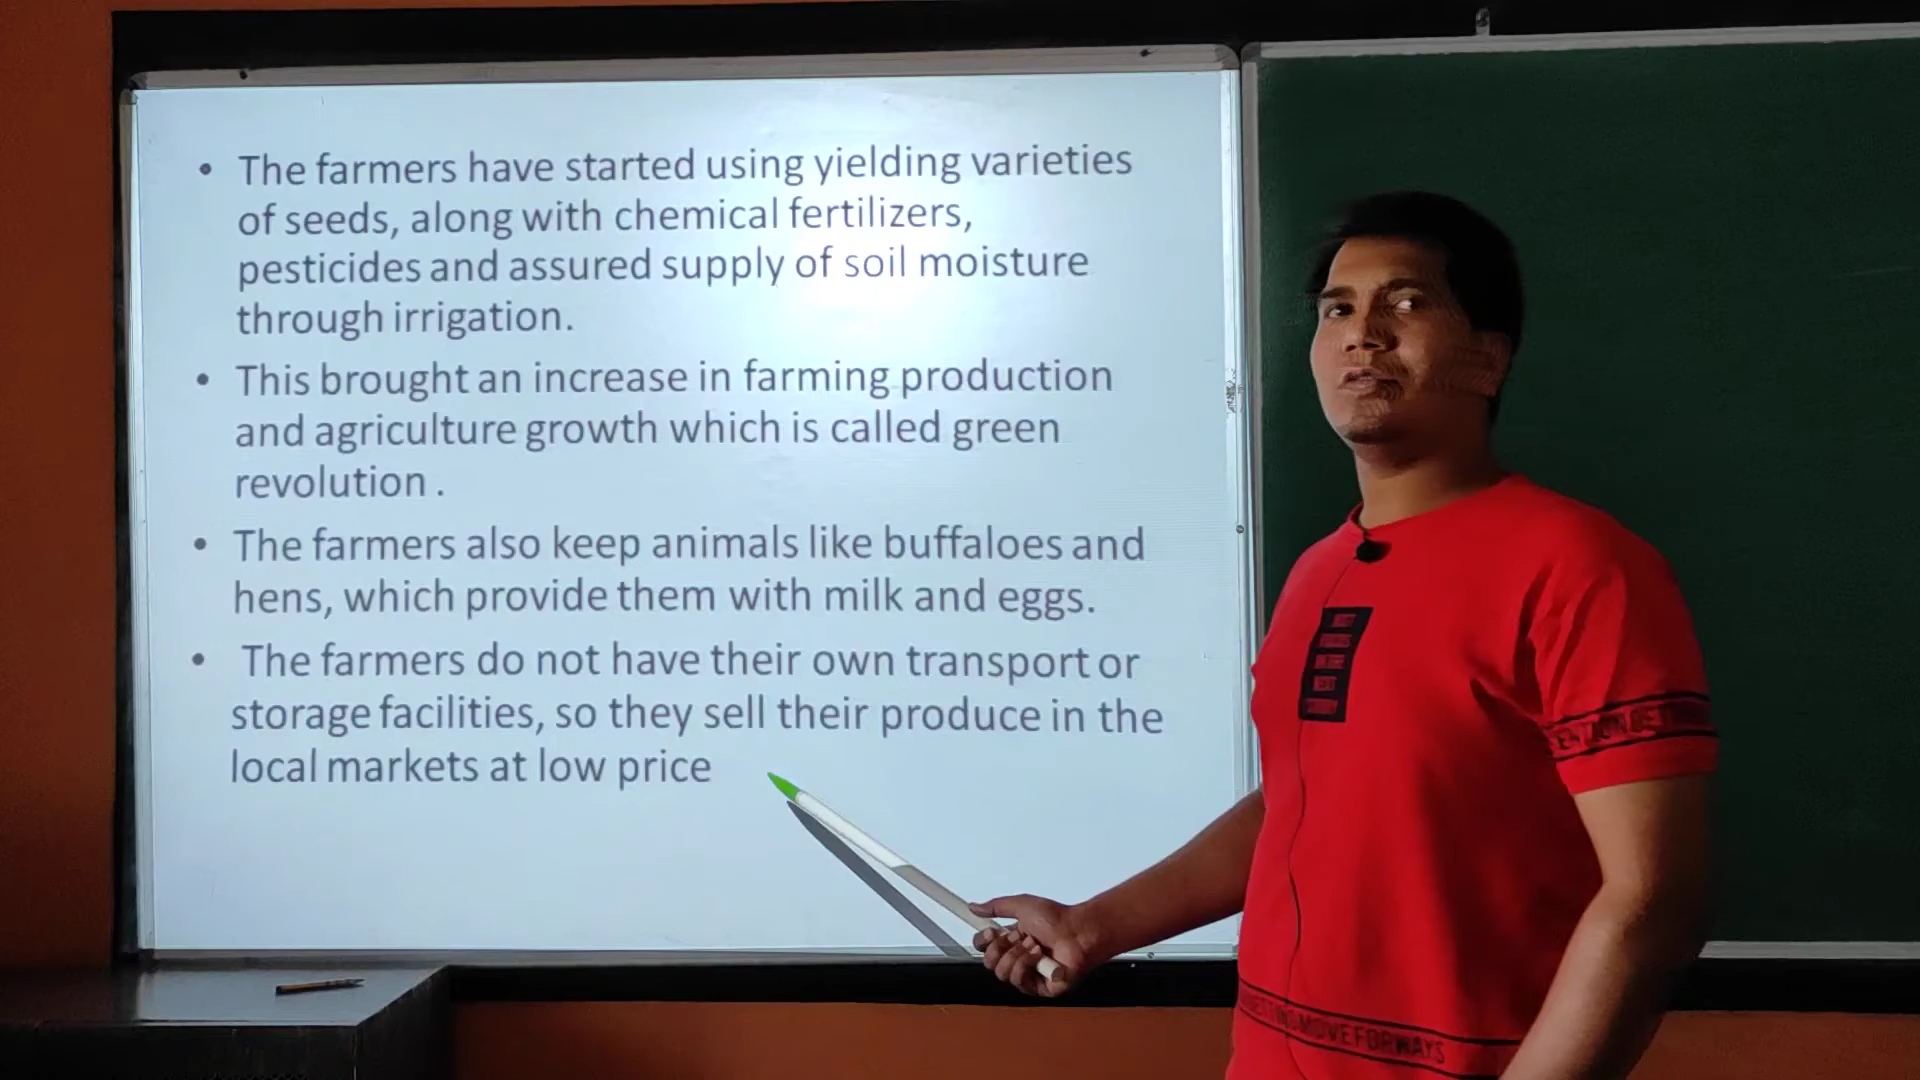 • The farmers have started using yielding varieties
of seeds, along with chemical fertilizers,
pesticides and assured supply of soil moisture
through irrigation.
• This brought an increase in farming production
and agriculture growth which is called green
revolution .
• The farmers also keep animals like buffaloes and
hens, which provide them with milk and eggs.
• The farmers do not have their own transport or
storage facilities, so they sell their produce in the
local markets at low price